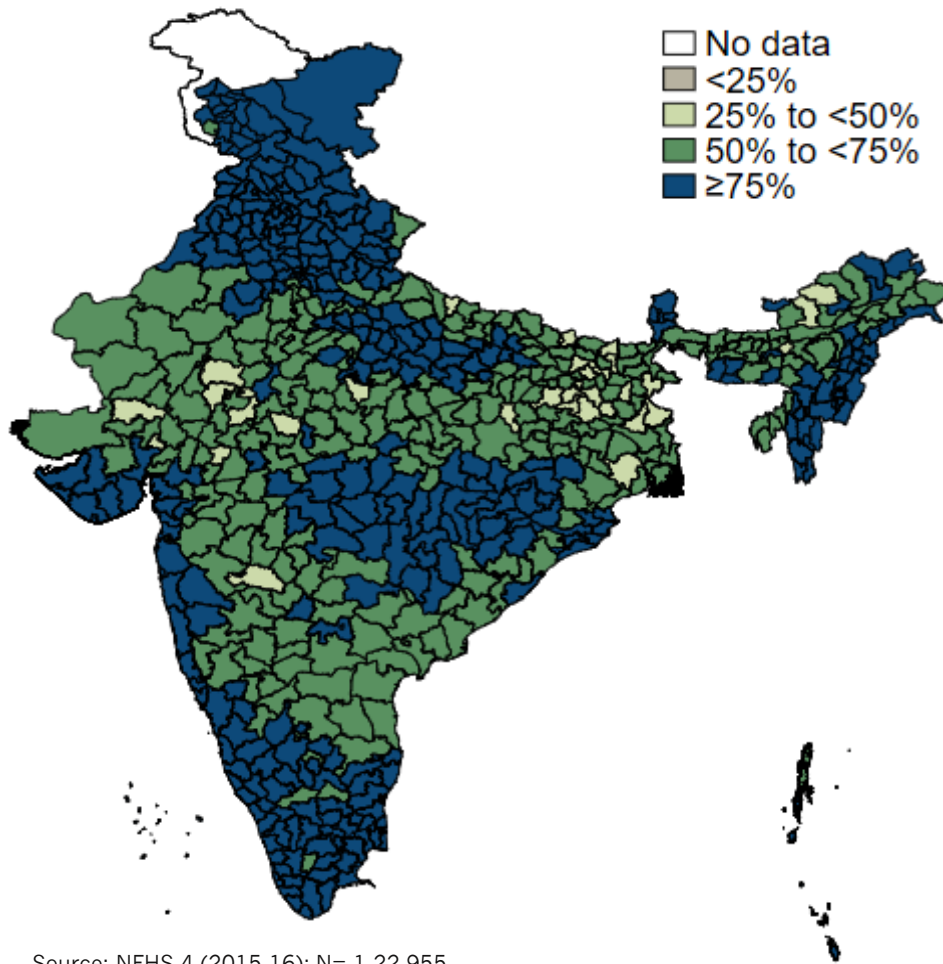 No data
<25%
25% to <50%
50% to <75%
≥75%
Source: NFHS 4 (2015-16); N= 1,22,955